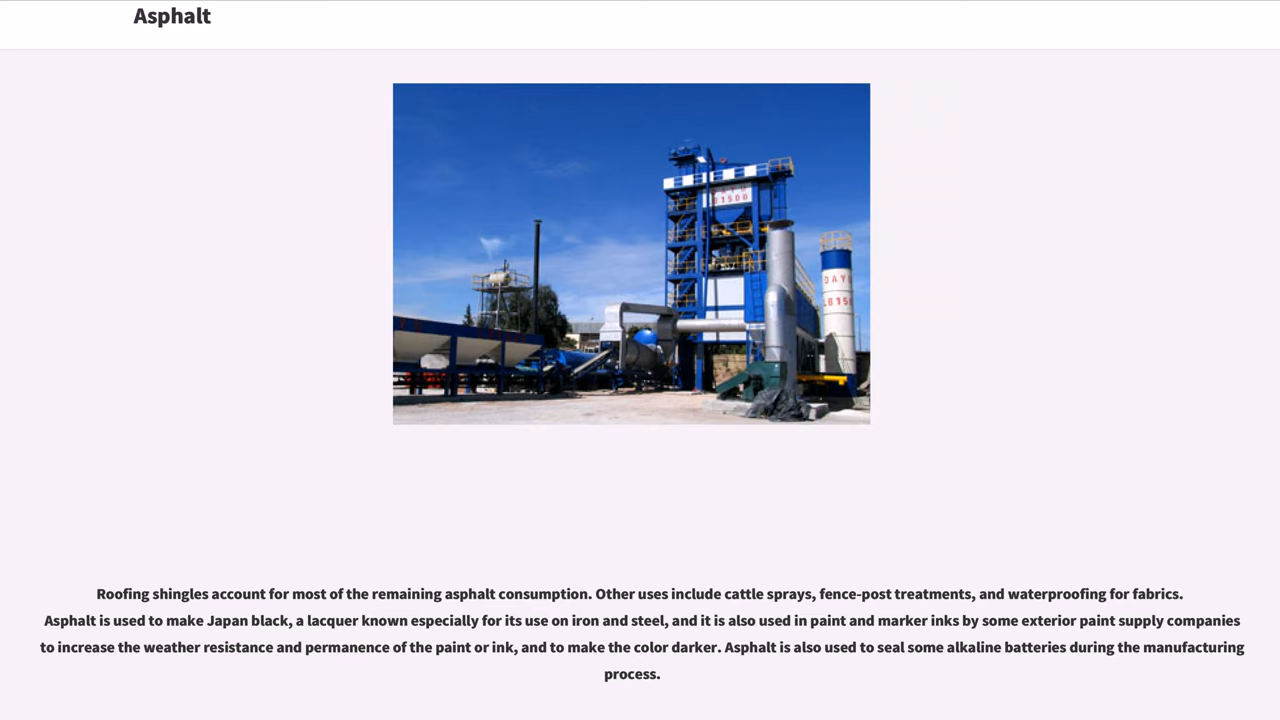 Asphalt
DAYU
B1500
DAYU
LB150
Roofing shingles account for most of the remaining asphalt consumption. Other uses include cattle sprays, fence-post treatments, and waterproofing for fabrics.
Asphalt is used to make Japan black, a lacquer known especially for its use on iron and steel, and it is also used in paint and marker inks by some exterior paint supply companies
to increase the weather resistance and permanence of the paint or ink, and to make the color darker. Asphalt is also used to seal some alkaline batteries during the manufacturing
process.